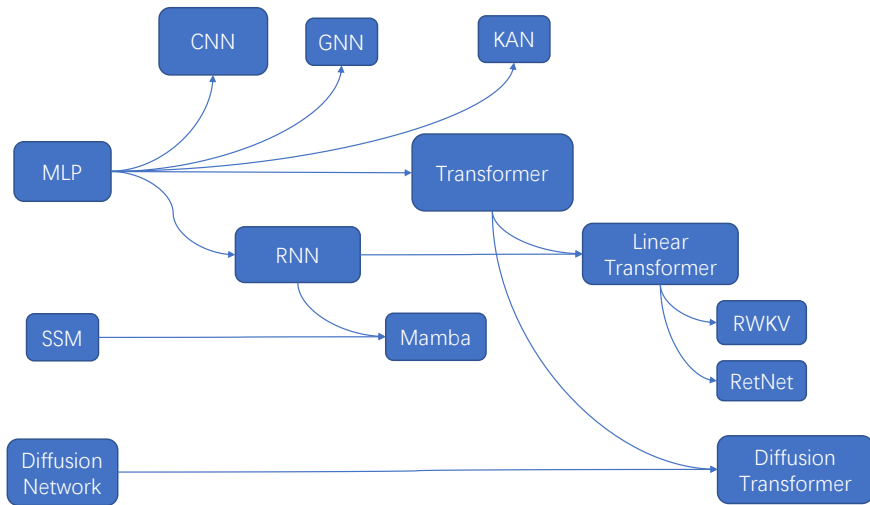 CNN
GNN
KAN
MLP
Transformer
RNN
Linear
Transformer
SSM
Mamba
RWKV
RetNet
Diffusion
Network
Diffusion
Transformer